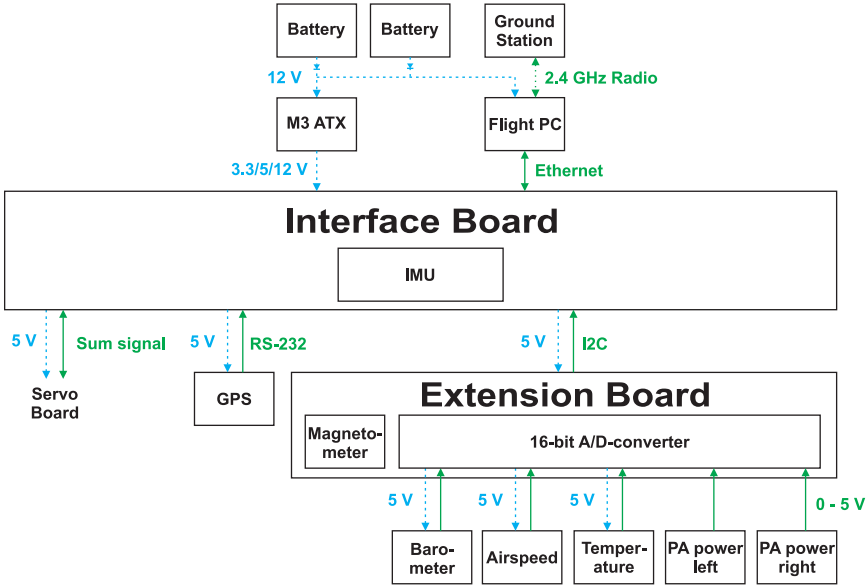 Battery
Battery
Ground
Station
12 V
2.4 GHz Radio
M3 ATX
Flight PC
3.3/5/12 V
Ethernet
Interface Board
IMU
5 V
Sum signal
5 V
RS-232
5 V
I2C
Servo
Board
GPS
Extension Board
Magneto-
meter
16-bit A/D-converter
5 V
5 V
5 V
0 - 5 V
Baro-
meter
Airspeed
Temper-
ature
PA power
left
PA power
right